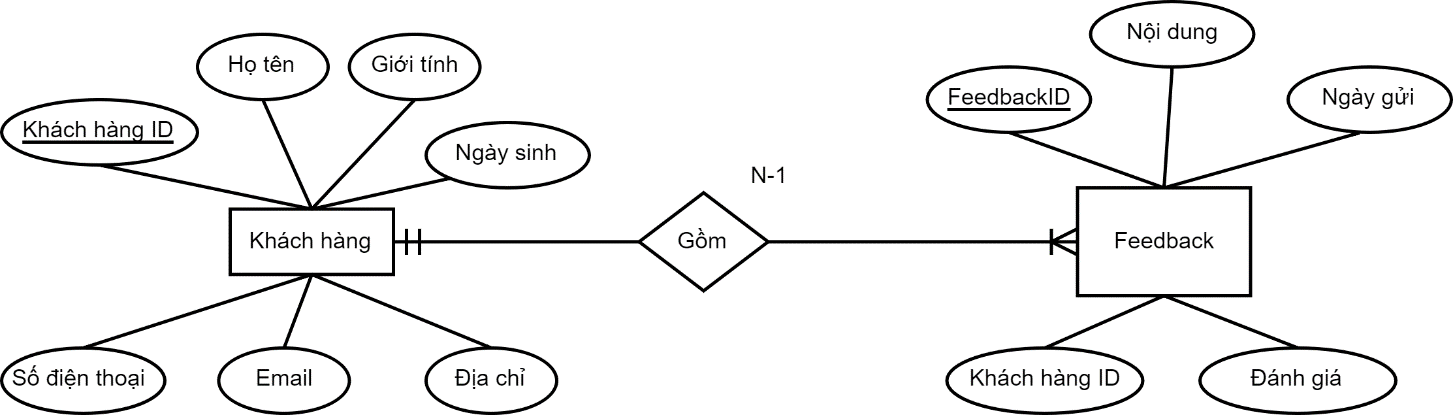 Nội dung
Họ tên
Giới tính
FeedbackID
Ngày gửi
Khách hàng ID
Ngày sinh
N-1
Khách hàng
Gồm
Feedback
Số điện thoại
Email
Địa chỉ
Khách hàng ID
Đánh giá